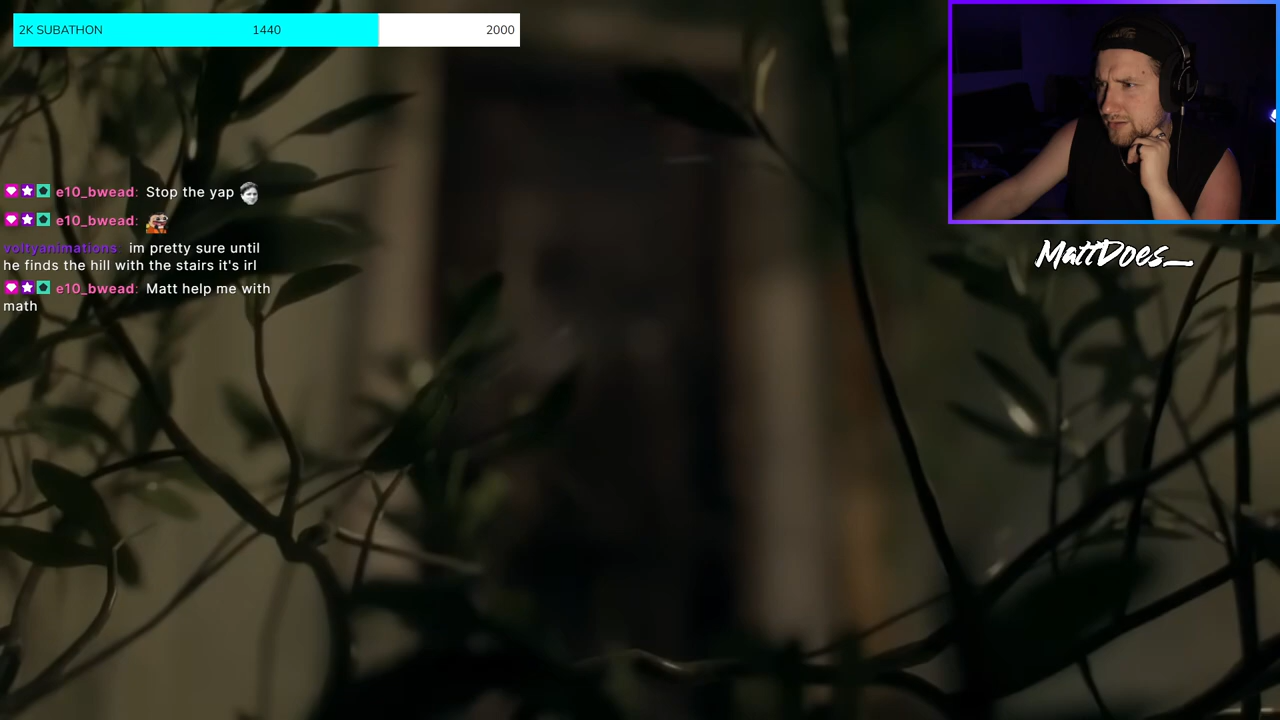 2K SUBATHON 1440 2000
e10_bwead: Stop the yap
e10_bwead:
voltyanimations: im pretty sure until
he finds the hill with the stairs it's irl
e10_bwead: Matt help me with
math
MattDoes__